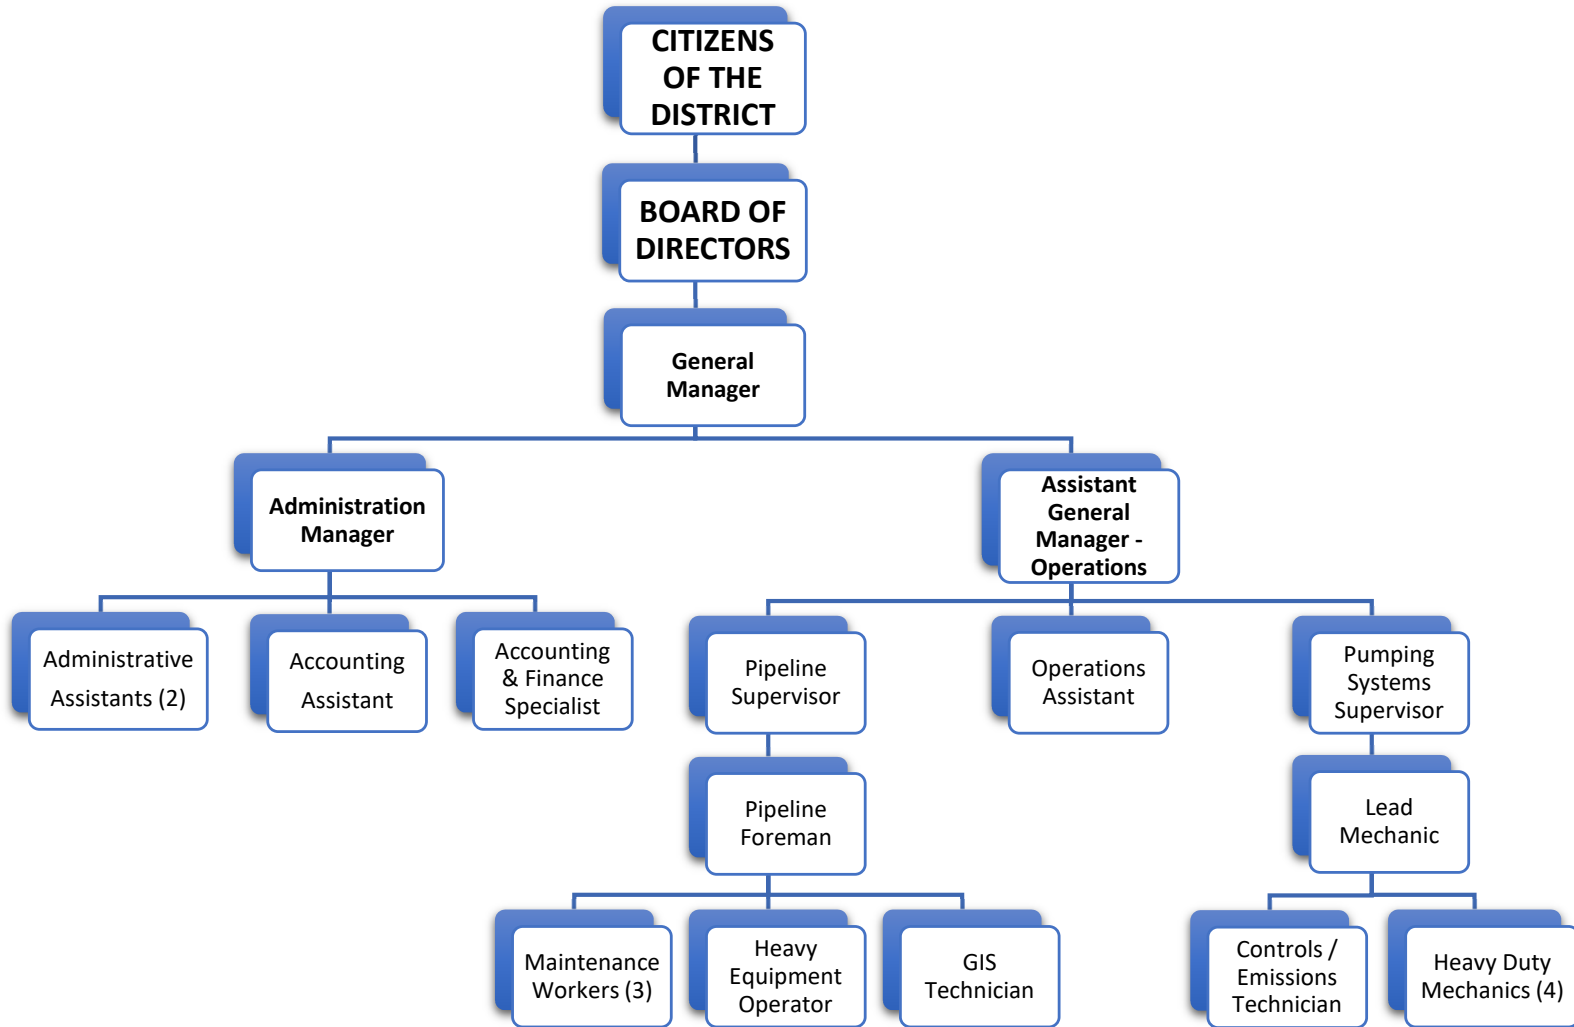 CITIZENS
OF THE
DISTRICT
BOARD OF
DIRECTORS
General
Manager
Administration
Manager
Assistant
General
Manager -
Operations
Administrative
Assistants (2)
Accounting
Assistant
Accounting
& Finance
Specialist
Pipeline
Supervisor
Operations
Assistant
Pumping
Systems
Supervisor
Pipeline
Foreman
Lead
Mechanic
Maintenance
Workers (3)
Heavy
Equipment
Operator
GIS
Technician
Controls /
Emissions
Technician
Heavy Duty
Mechanics (4)